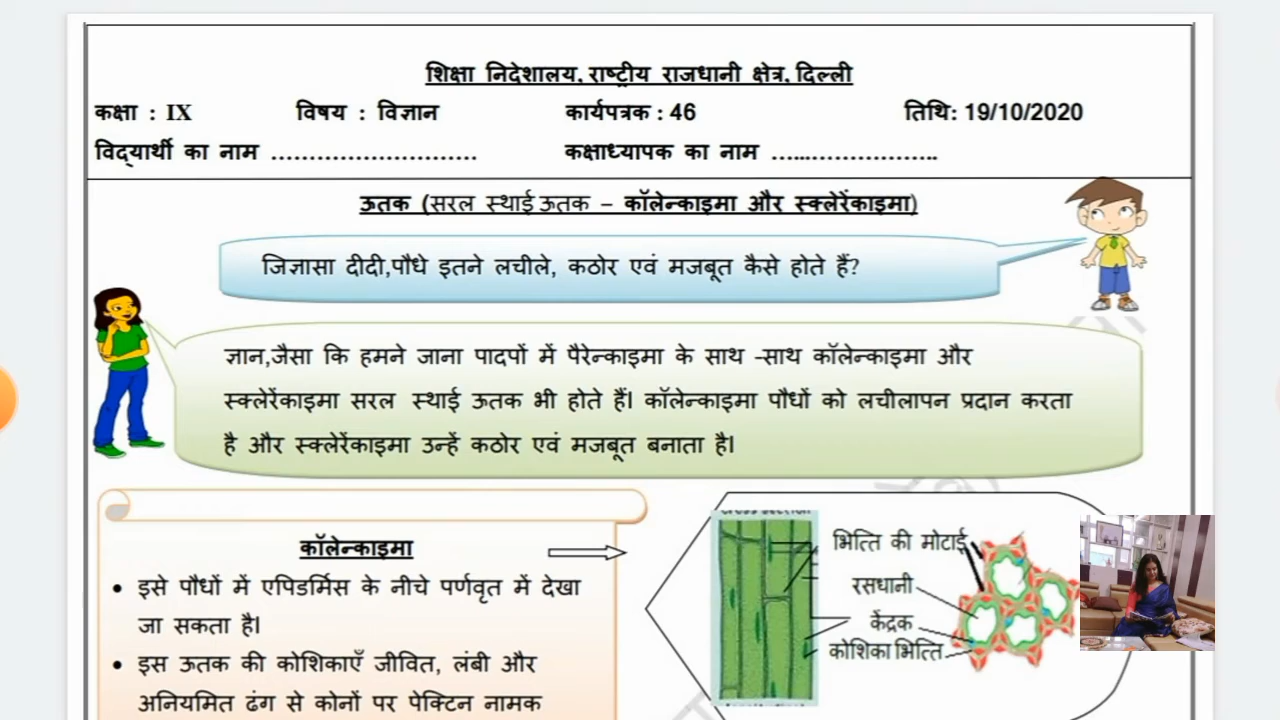 शिक्षा निदेशालय, राष्ट्रीय राजधानी क्षेत्र, दिल्ली
कक्षा : IX विषय : विज्ञान कार्यपत्रक : 46 तिथि: 19/10/2020
विद्यार्थी का नाम ........................... कक्षाध्यापक का नाम ......................
ऊतक (सरल स्थाई ऊतक – कॉलेन्काइमा और स्क्लेरेंकाइमा)
जिज्ञासा दीदी,पौधे इतने लचीले, कठोर एवं मजबूत कैसे होते हैं?
ज्ञान,जैसा कि हमने जाना पादपों में पैरेन्काइमा के साथ –साथ कॉलेन्काइमा और
स्क्लेरेंकाइमा सरल स्थाई ऊतक भी होते हैं। कॉलेन्काइमा पौधों को लचीलापन प्रदान करता
है और स्क्लेरेंकाइमा उन्हें कठोर एवं मजबूत बनाता है।
कॉलेन्काइमा
• इसे पौधों में एपिडर्मिस के नीचे पर्णवृत में देखा
जा सकता है।
• इस ऊतक की कोशिकाएँ जीवित, लंबी और
अनियमित ढंग से कोनों पर पेक्टिन नामक
भित्ति की मोटाई
रसधानी
केंद्रक
कोशिका भित्ति